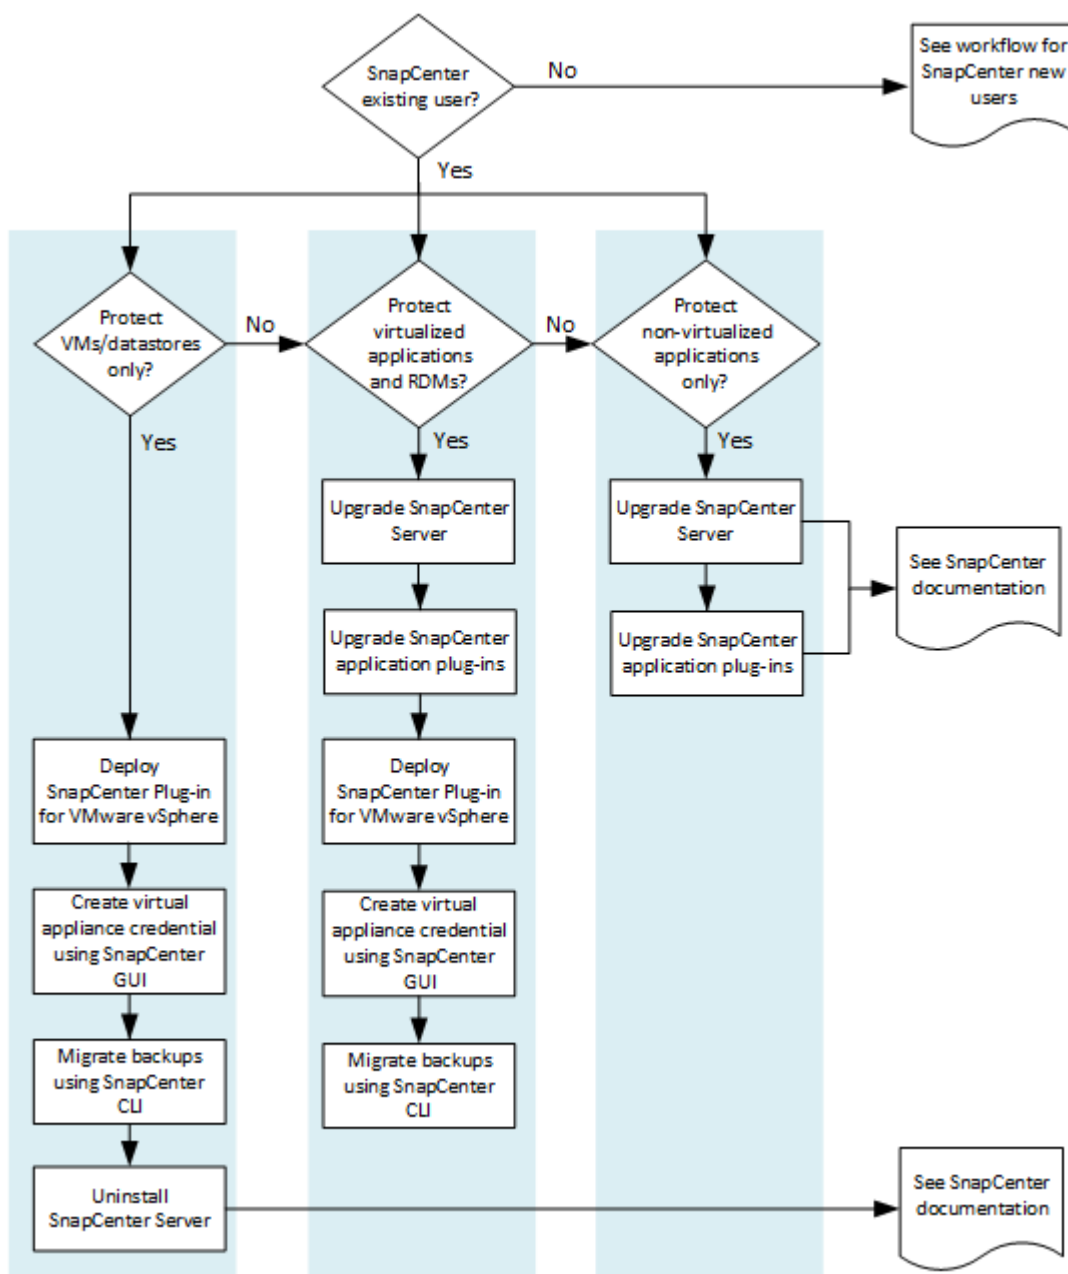 SnapCenter
existing user?
No
See workflow for
SnapCenter new
users
Yes
Protect
VMs/datastores
only?
No
Protect
virtualized
applications
and RDMs?
No
Protect
non-virtualized
applications
only?
Yes
Yes
Yes
Upgrade SnapCenter
Server
Upgrade SnapCenter
Server
See SnapCenter
documentation
Upgrade SnapCenter
application plug-ins
Upgrade SnapCenter
application plug-ins
Deploy
SnapCenter Plug-in
for VMware vSphere
Deploy
SnapCenter Plug-in
for VMware vSphere
Create virtual
appliance credential
using SnapCenter
GUI
Create virtual
appliance credential
using SnapCenter
GUI
Migrate backups
using SnapCenter
CLI
Migrate backups
using SnapCenter
CLI
Uninstall
SnapCenter Server
See SnapCenter
documentation